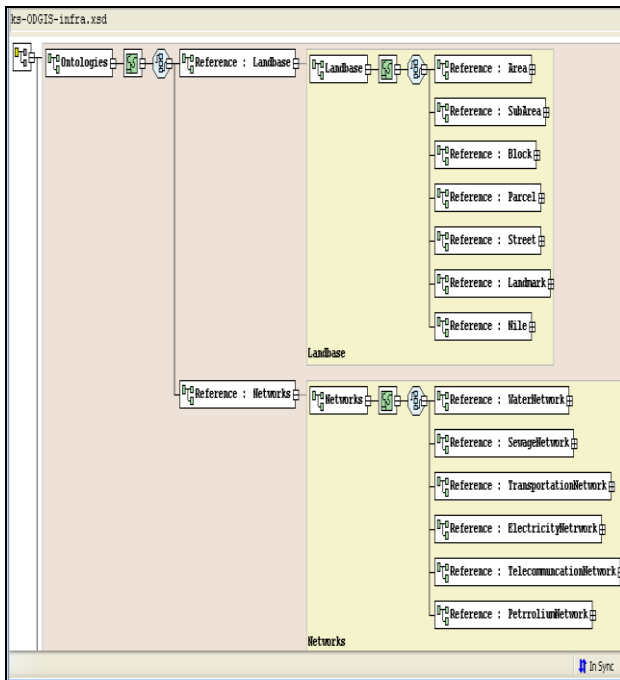 ks-ODGIS-infra.xsd
Ontologies
Reference : Landbase
Landbase
Reference : Area
Reference : SubArea
Reference : Block
Reference : Parcel
Reference : Street
Reference : Landmark
Reference : Nile
Landbase
Reference : Networks
Networks
Reference : WaterNetwork
Reference : SewageNetwork
Reference : TransportationNetwork
Reference : ElectricityNetrwork
Reference : TelecommuncationNetwork
Reference : PetrroliumNetwork
Networks
In Sync